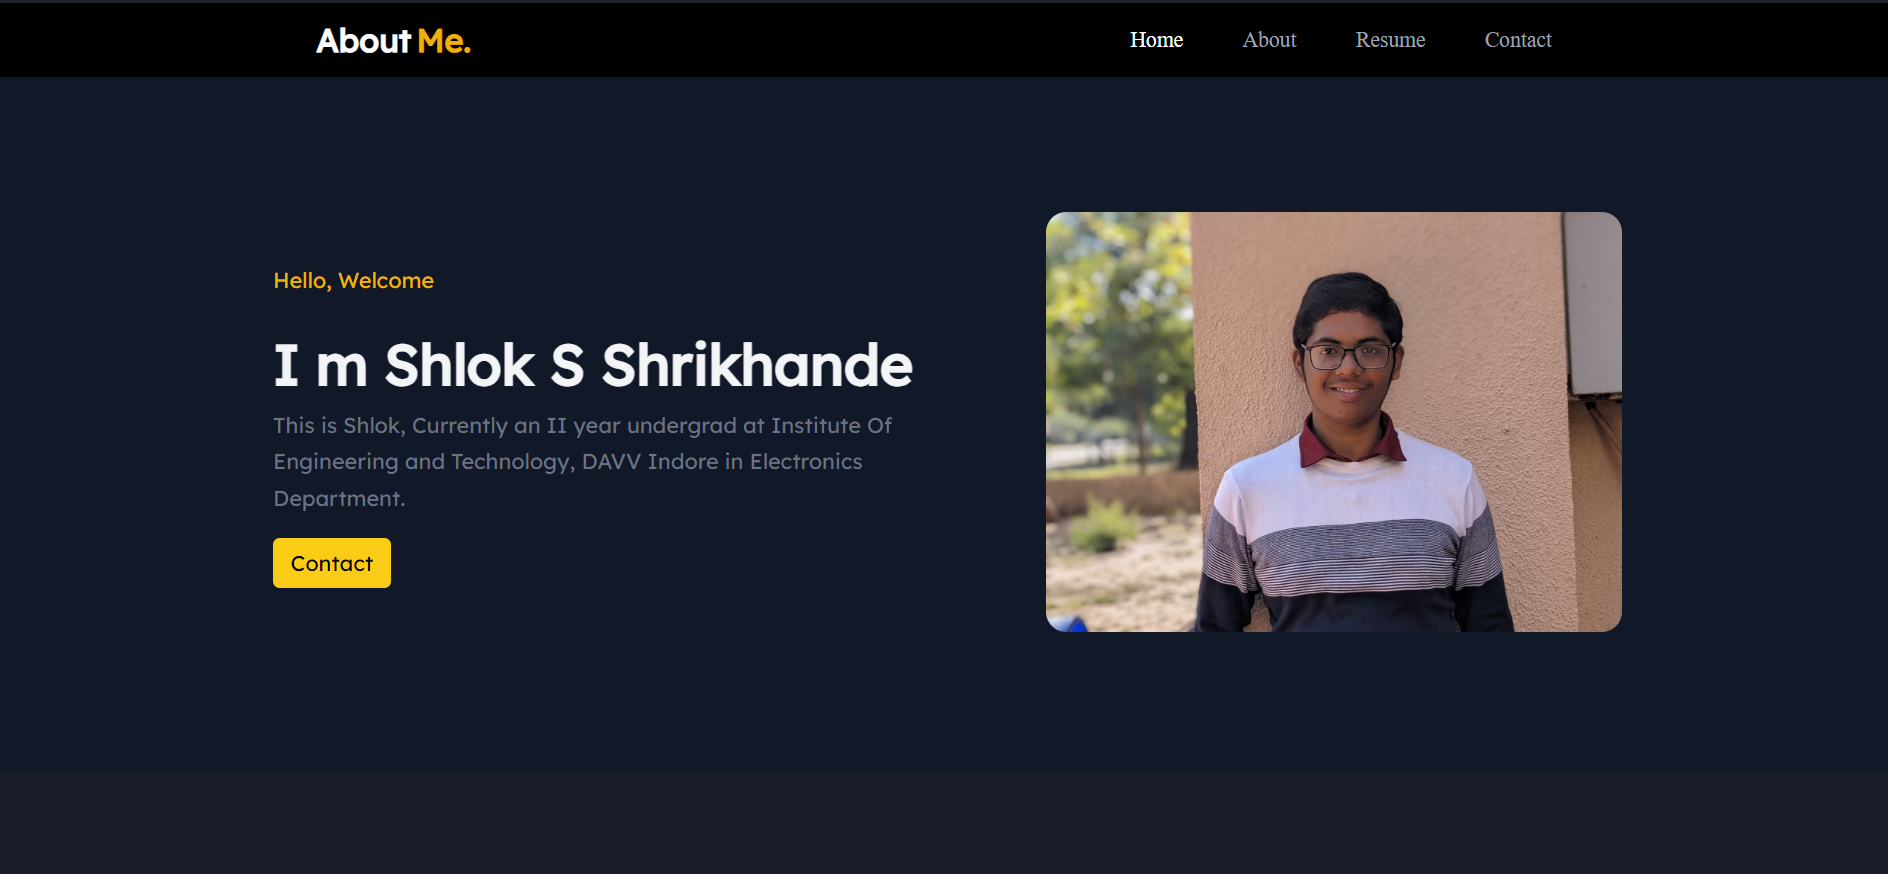 About Me.
Home About Resume Contact
Hello, Welcome
I m Shlok S Shrikhande
This is Shlok, Currently an II year undergrad at Institute Of
Engineering and Technology, DAVV Indore in Electronics
Department.
Contact